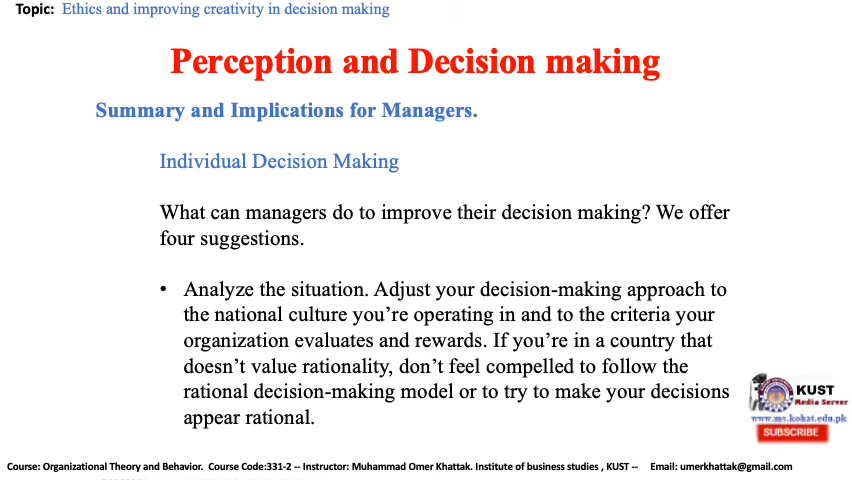 Topic: Ethics and improving creativity in decision making
Perception and Decision making
Summary and Implications for Managers.
Individual Decision Making
What can managers do to improve their decision making? We offer
four suggestions.
• Analyze the situation. Adjust your decision-making approach to
the national culture you’re operating in and to the criteria your
organization evaluates and rewards. If you’re in a country that
doesn’t value rationality, don’t feel compelled to follow the
rational decision-making model or to try to make your decisions
appear rational.
KUST
Media Server
www.ms.kohat.edu.pk
SUBSCRIBE
Course: Organizational Theory and Behavior. Course Code:331-2 -- Instructor: Muhammad Omer Khattak. Institute of business studies , KUST -- Email: umerkhattak@gmail.com